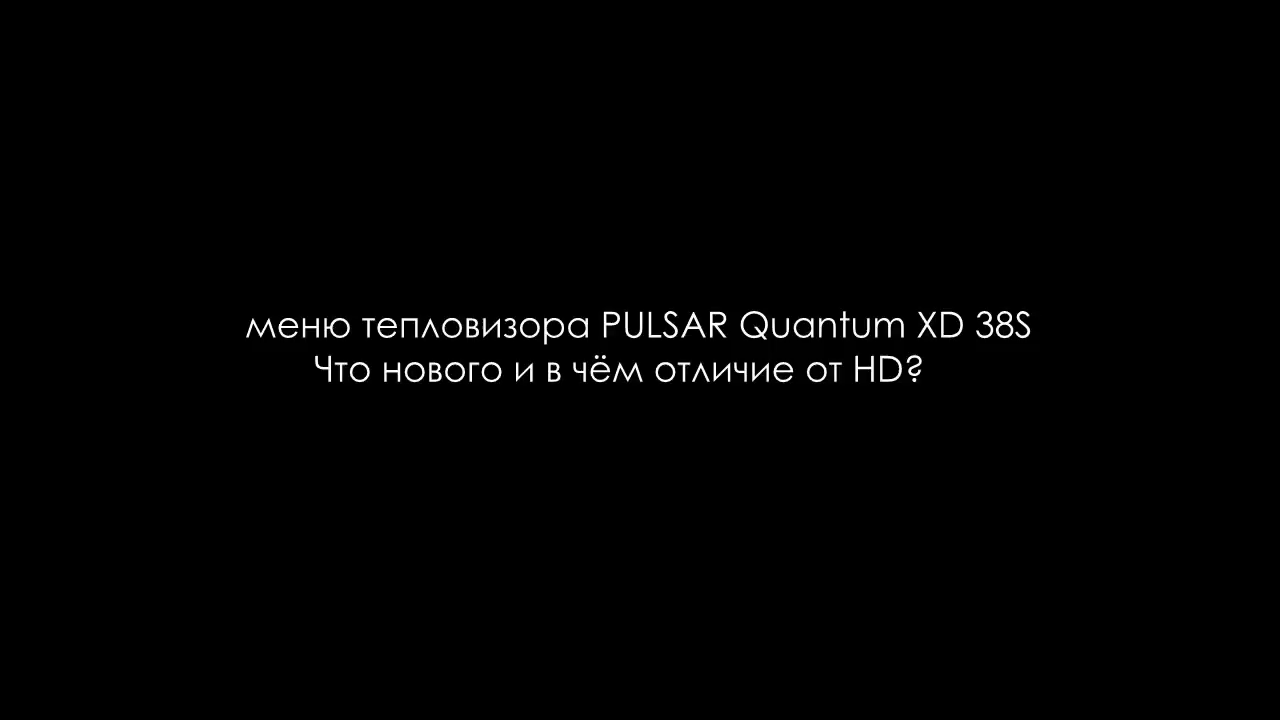 меню тепловизора PULSAR Quantum XD 38S
Что нового и в чём отличие от HD?